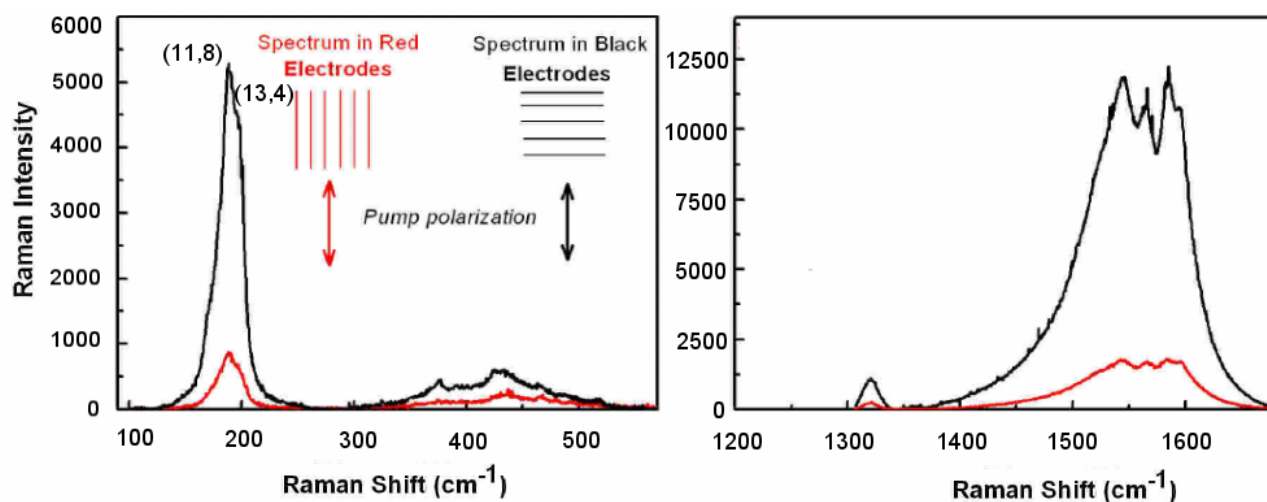 6000
5000
4000
3000
2000
1000
0
Raman Intensity
(11,8)
(13,4)
Spectrum in Red
Electrodes
Spectrum in Black
Electrodes
Pump polarization
100 200 300 400 500
Raman Shift (cm-1)
12500
10000
7500
5000
2500
0
1200 1300 1400 1500 1600
Raman Shift (cm-1)